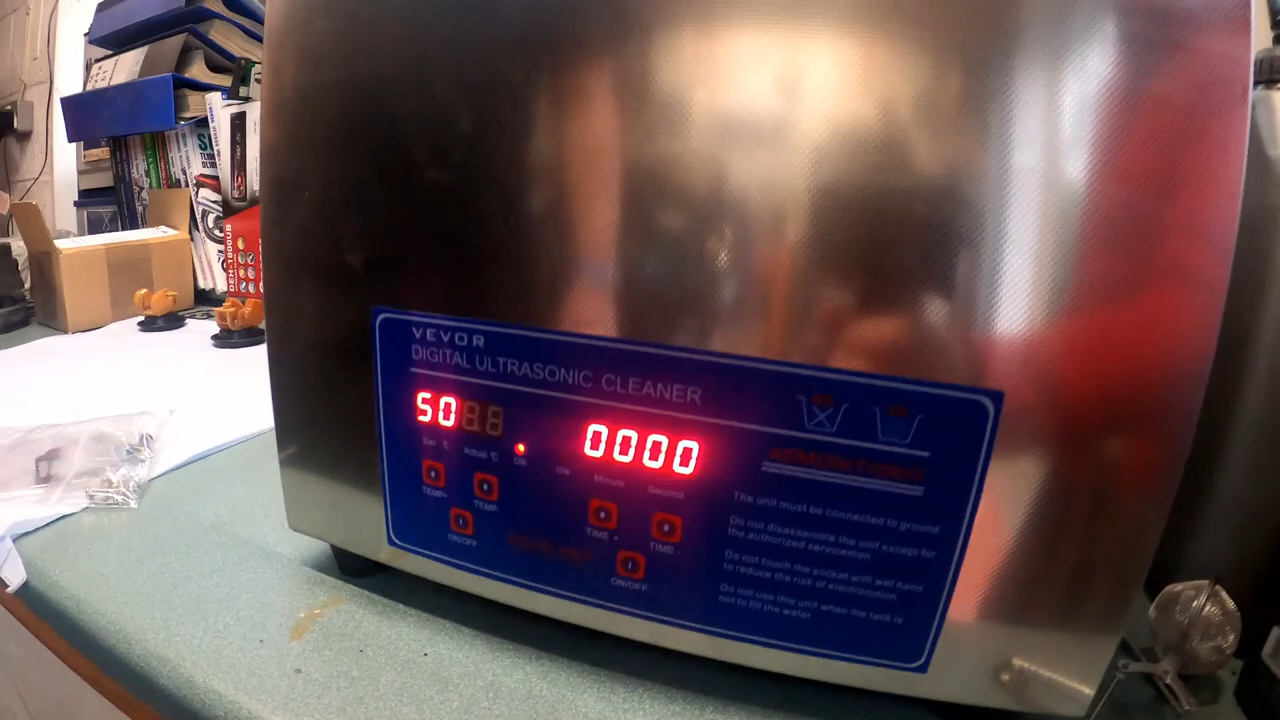 VEVOR
DIGITAL ULTRASONIC CLEANER
50
0000
Set ℃
Actual ℃
ON
ON
Minute
Second
TEMP+
TEMP-
TIME +
TIME -
ON/OFF
ON/OFF
The unit must be connected to ground
Do not disassemble the unit except for
the authorized serviceman
Do not touch the socket with wet hand
to reduce the risk of electrocution
Do not use this unit when the tank is
not to fill the water
DEH-1800UB